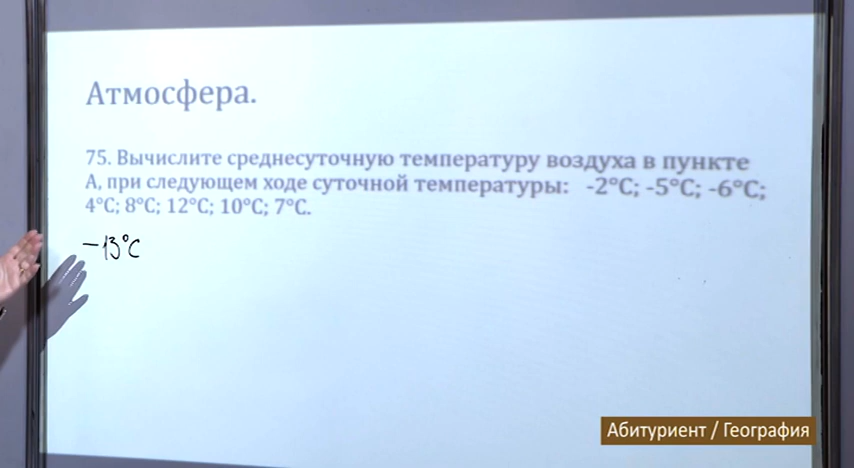 Атмосфера.
75. Вычислите среднесуточную температуру воздуха в пункте
А, при следующем ходе суточной температуры: -2°С; -5°С; -6°С;
4°С; 8°С; 12°С; 10°С; 7°С.
-13°С
Абитуриент / География